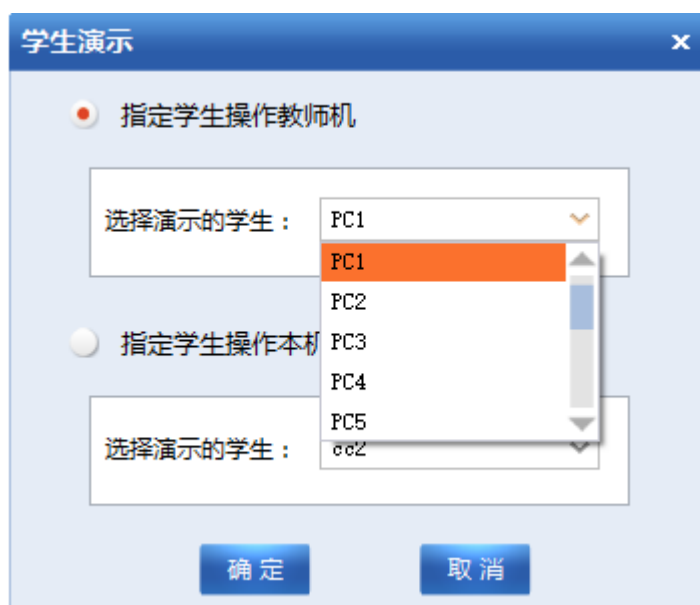 学生演示
指定学生操作教师机
选择演示的学生： PC1
PC1
PC2
PC3
PC4
PC5
指定学生操作本机
选择演示的学生：
确定 取消